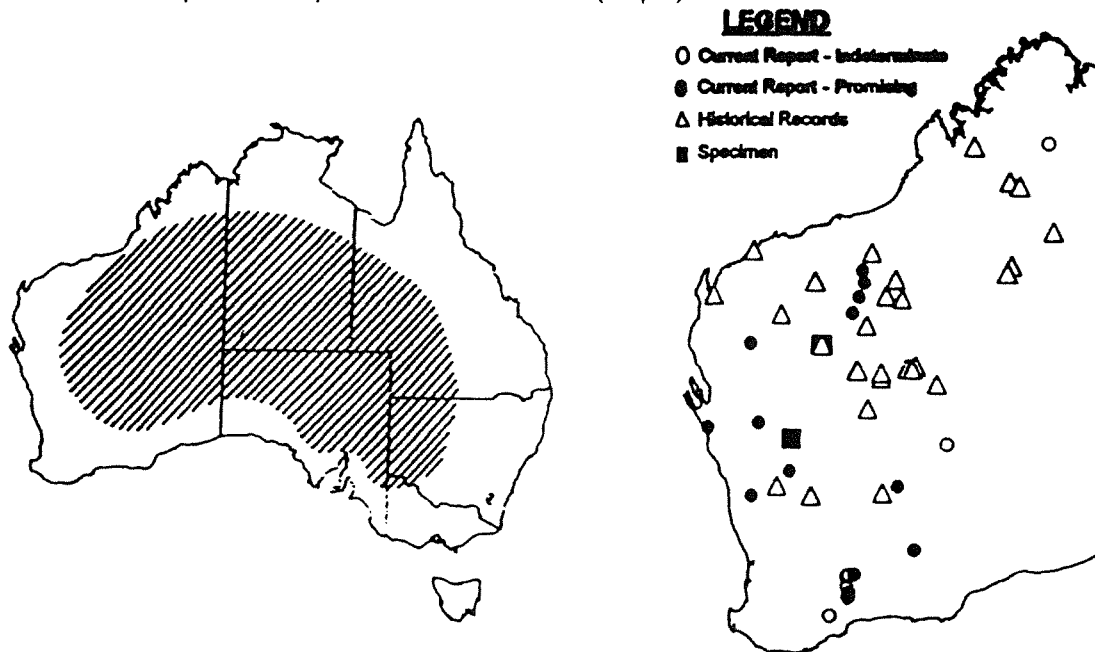 LEGEND
Current Report - Indeterminate
Current Report - Promising
Historical Records
Specimen